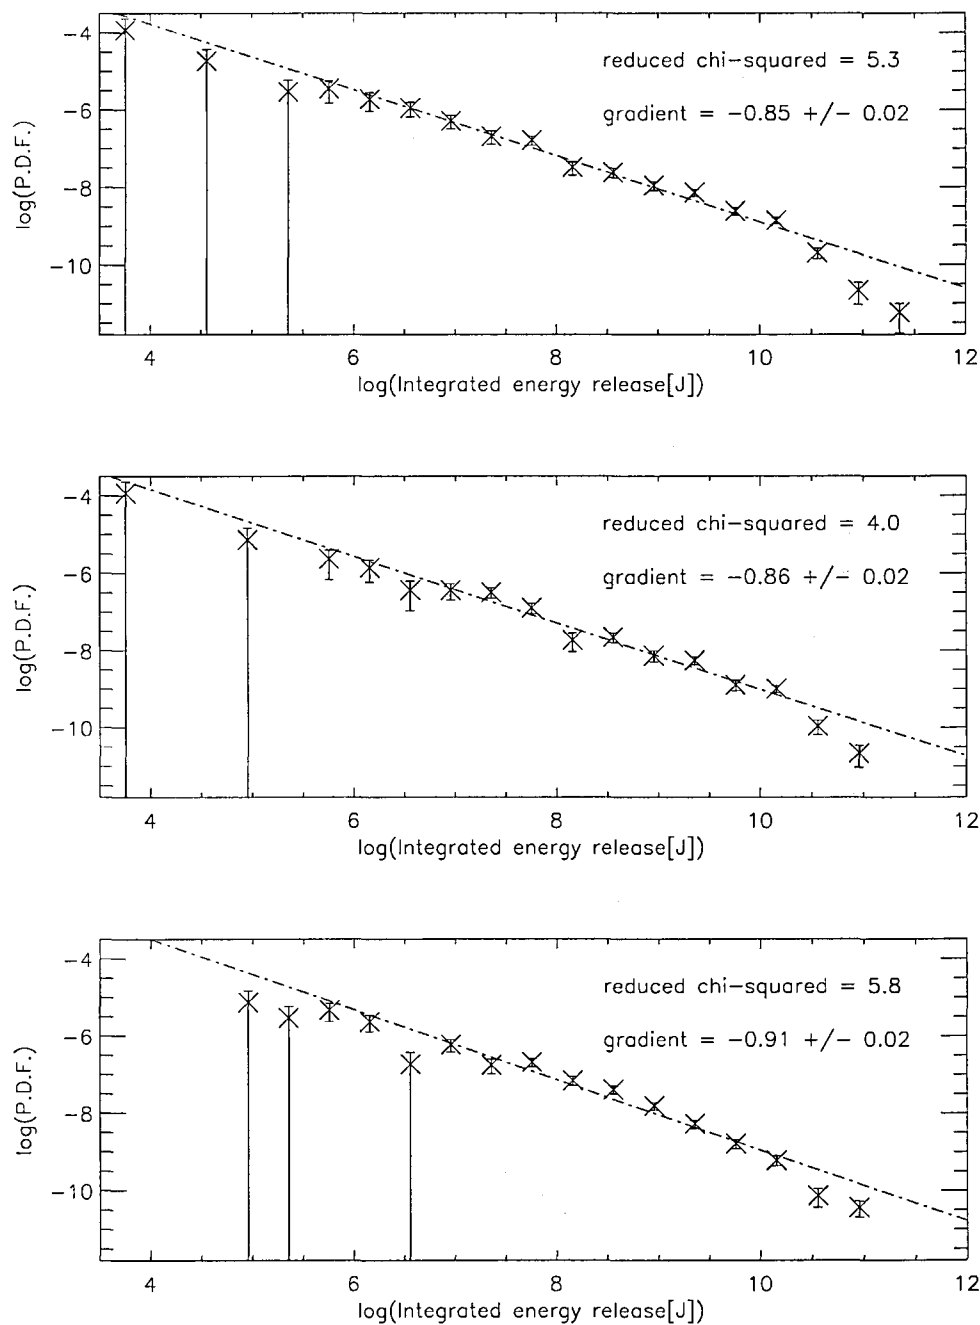 reduced chi-squared = 5.3
gradient = -0.85 +/- 0.02
-4
-6
-8
-10
log(P.D.F.)
4 6 8 10 12
log(Integrated energy release[J])
reduced chi-squared = 4.0
gradient = -0.86 +/- 0.02
-4
-6
-8
-10
log(P.D.F.)
4 6 8 10 12
log(Integrated energy release[J])
reduced chi-squared = 5.8
gradient = -0.91 +/- 0.02
-4
-6
-8
-10
log(P.D.F.)
4 6 8 10 12
log(Integrated energy release[J])